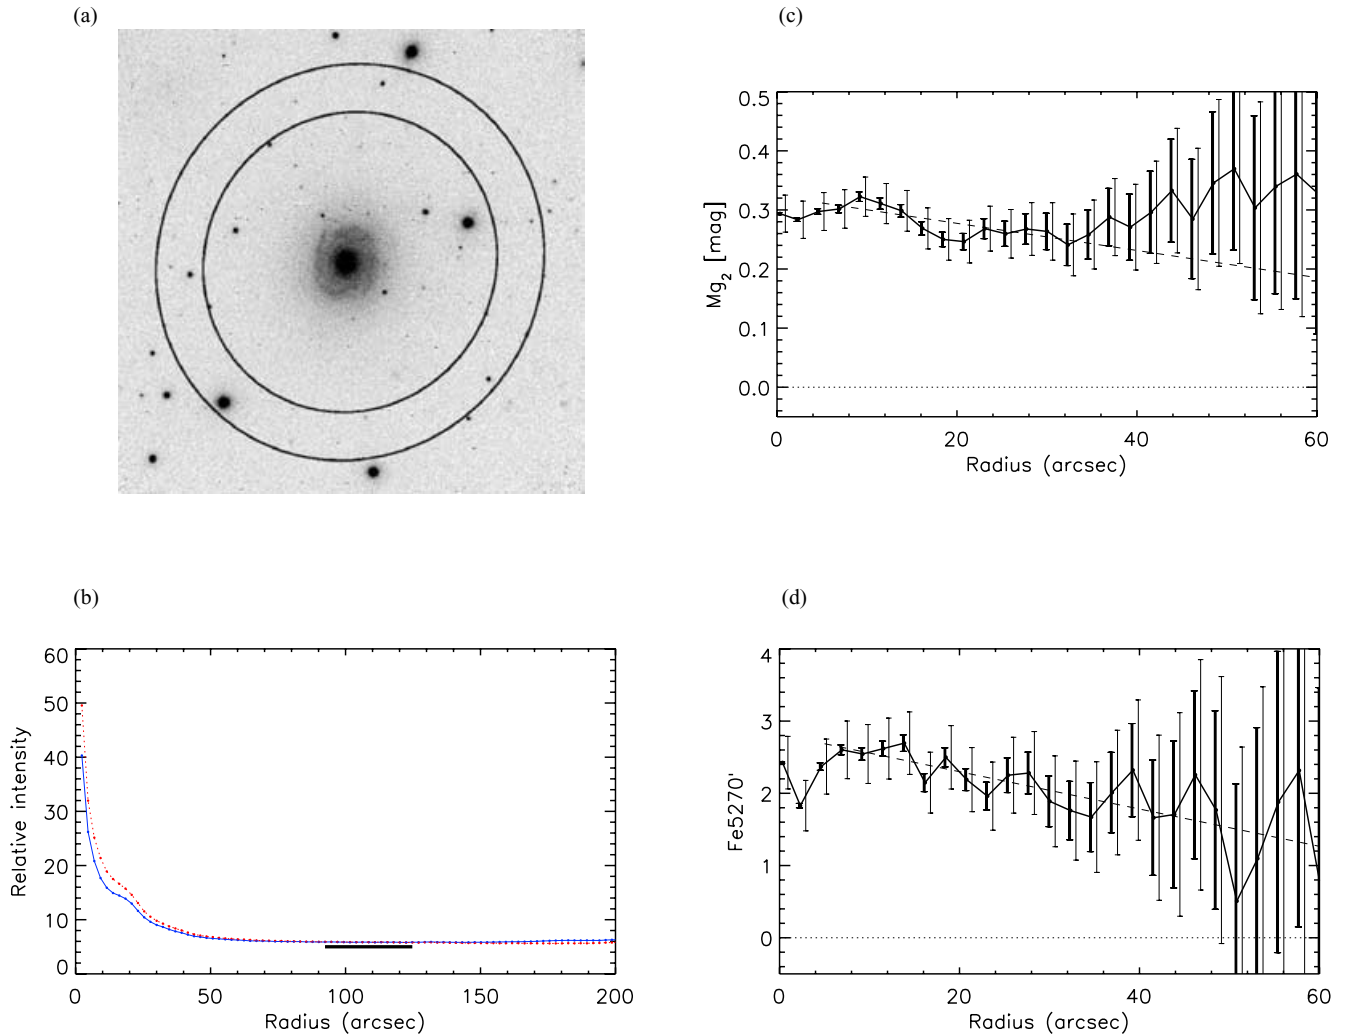 (a)
(c)
0.5
0.4
0.3
0.2
0.1
0.0
Mg2 [mag]
0 20 40 60
Radius (arcsec)
(b)
(d)
60
50
40
30
20
10
0
Relative intensity
0 50 100 150 200
Radius (arcsec)
4
3
2
1
0
Fe5270'
0 20 40 60
Radius (arcsec)